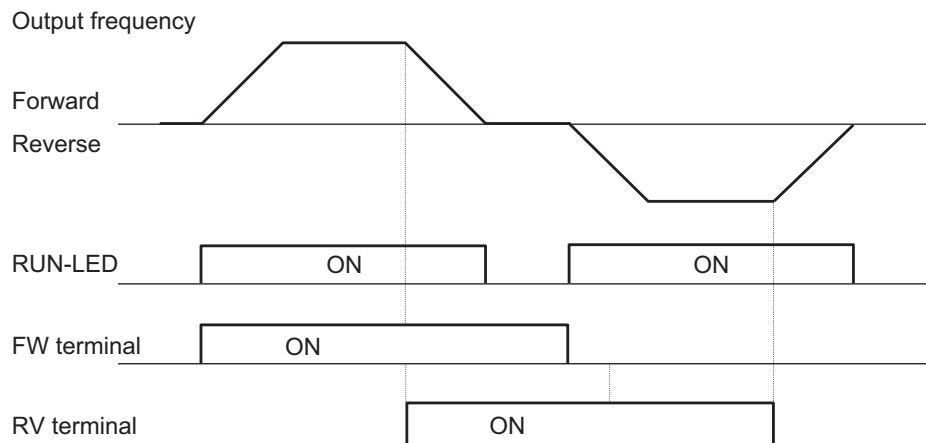 Output frequency
Forward
Reverse
RUN-LED
ON
ON
FW terminal
ON
RV terminal
ON